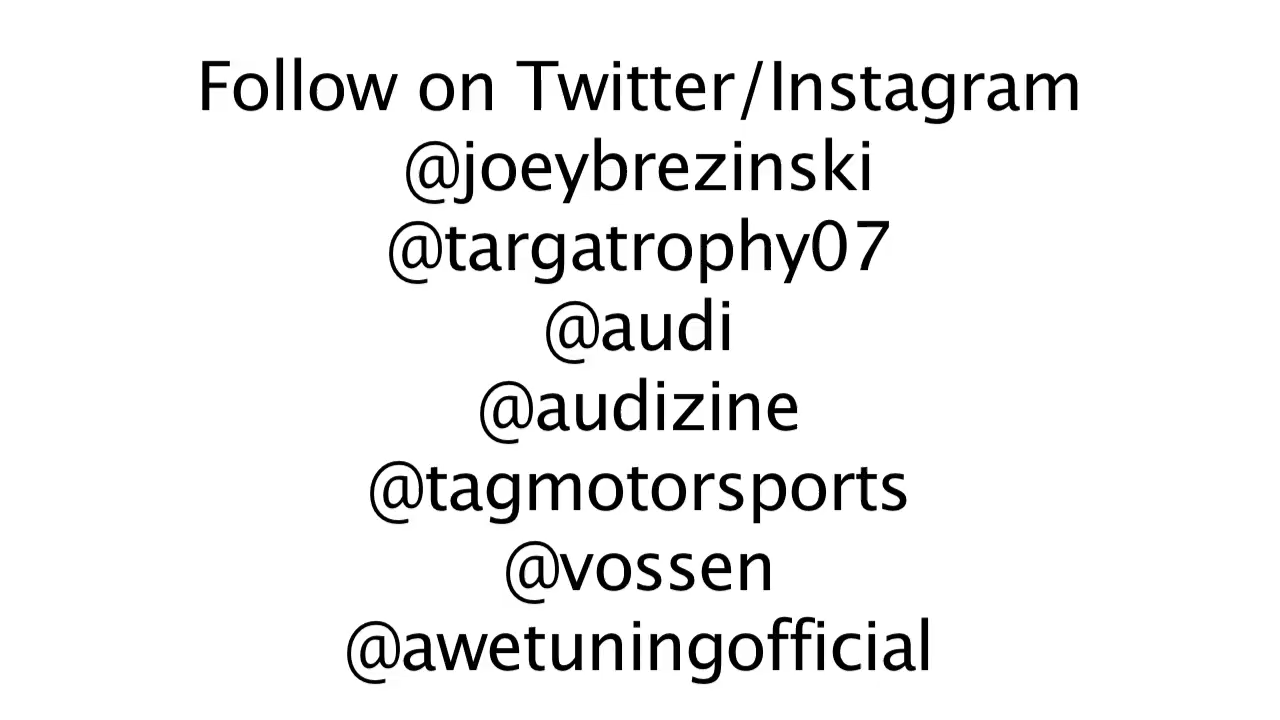 Follow on Twitter/Instagram
@joeybrezinski
@targatrophy07
@audi
@audizine
@tagmotorsports
@vossen
@awetuningofficial